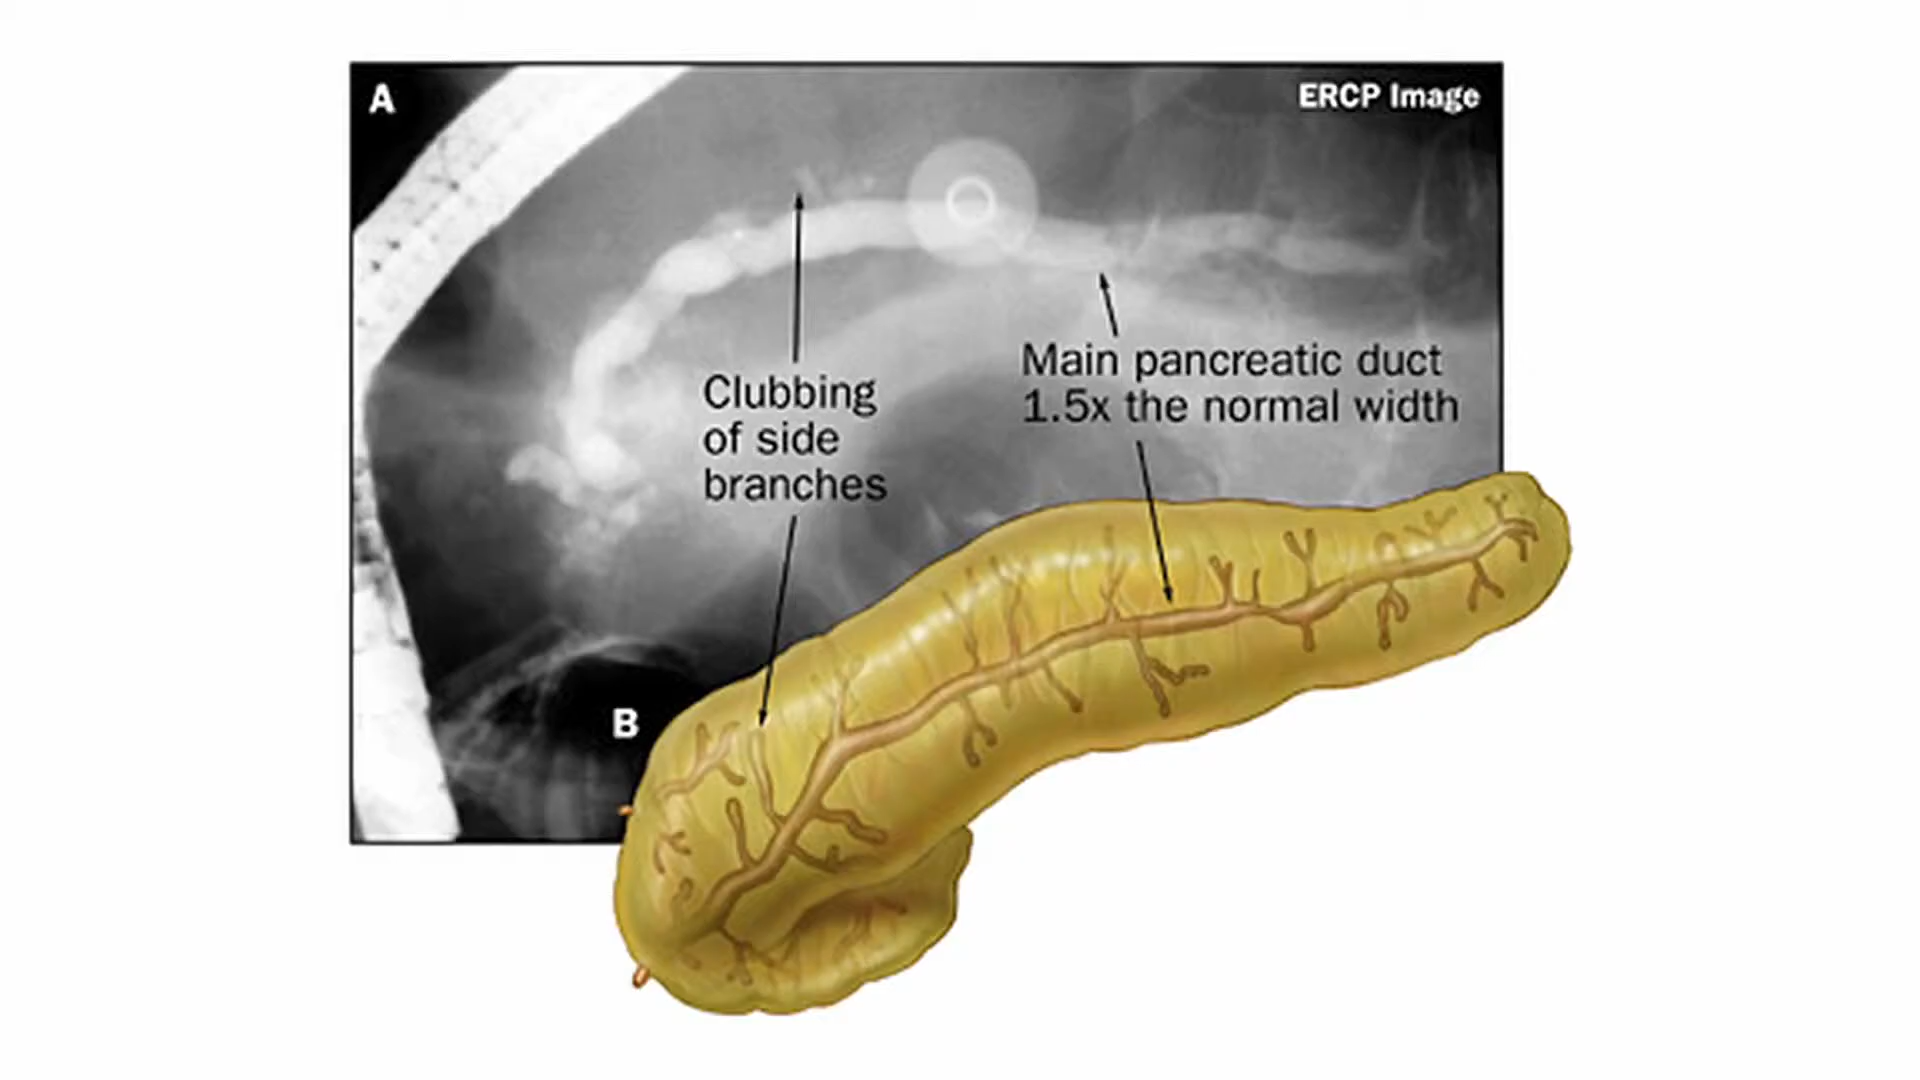 A
ERCP Image
Clubbing
of side
branches
Main pancreatic duct
1.5x the normal width
B